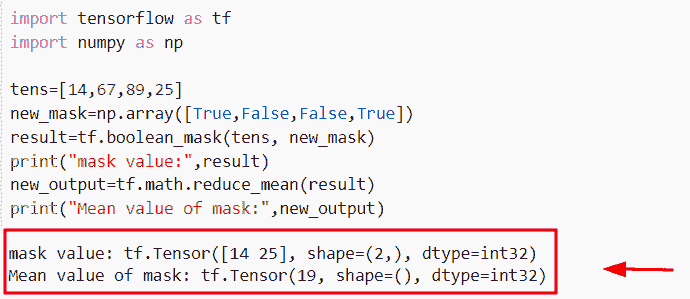 import tensorflow as tf
import numpy as np
tens=[14,67,89,25]
new_mask=np.array([True,False,False,True])
result=tf.boolean_mask(tens, new_mask)
print("mask value:",result)
new_output=tf.math.reduce_mean(result)
print("Mean value of mask:",new_output)
mask value: tf.Tensor([14 25], shape=(2,), dtype=int32)
Mean value of mask: tf.Tensor(19, shape=(), dtype=int32)